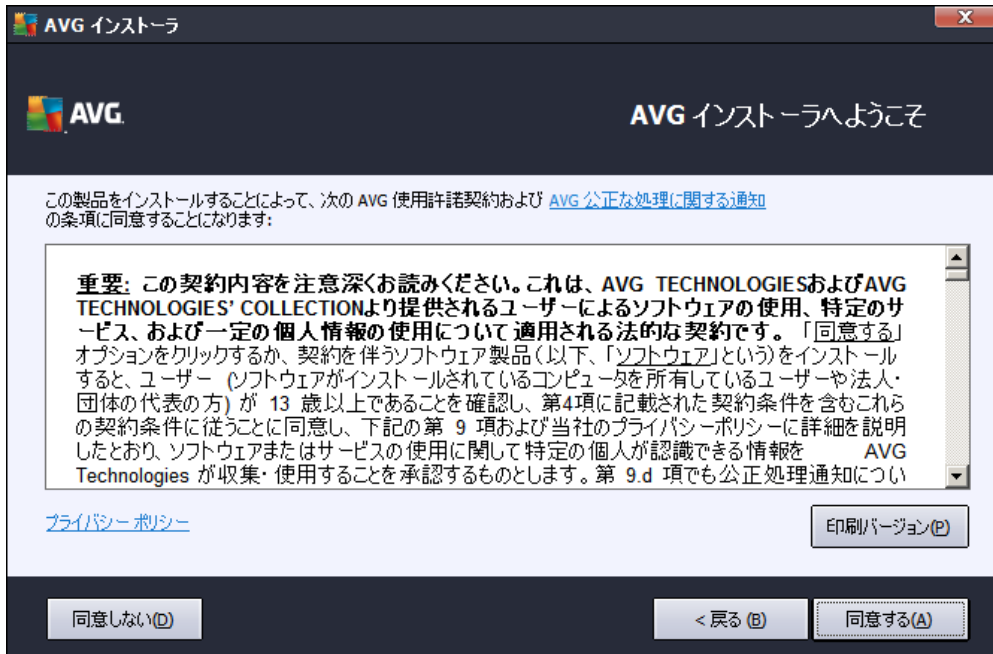 AVG インストーラ
AVG.
AVG インストーラへようこそ
この製品をインストールすることによって、次の AVG 使用許諾契約および AVG 公正な処理に関する通知
の条項に同意することになります:
重要: この契約内容を注意深くお読みください。これは、AVG TECHNOLOGIESおよびAVG
TECHNOLOGIES' COLLECTIONより提供されるユーザーによるソフトウェアの使用、特定のサ
ービス、および一定の個人情報の使用について適用される法的な契約です。「同意する」
オプションをクリックするか、契約を伴うソフトウェア製品(以下、「ソフトウェア」という)をインストール
すると、ユーザー (ソフトウェアがインストールされているコンピュータを所有しているユーザーや法人・
団体の代表の方) が 13 歳以上であることを確認し、第4項に記載された契約条件を含むこれら
の契約条件に従うことに同意し、下記の第 9 項および当社のプライバシーポリシーに詳細を説明
したとおり、ソフトウェアまたはサービスの使用に関して特定の個人が認識できる情報を AVG
Technologies が収集・使用することを承認するものとします。第 9.d 項でも公正処理通知につい
プライバシー ポリシー
印刷バージョン(P)
同意しない(D)
< 戻る (B)
同意する(A)